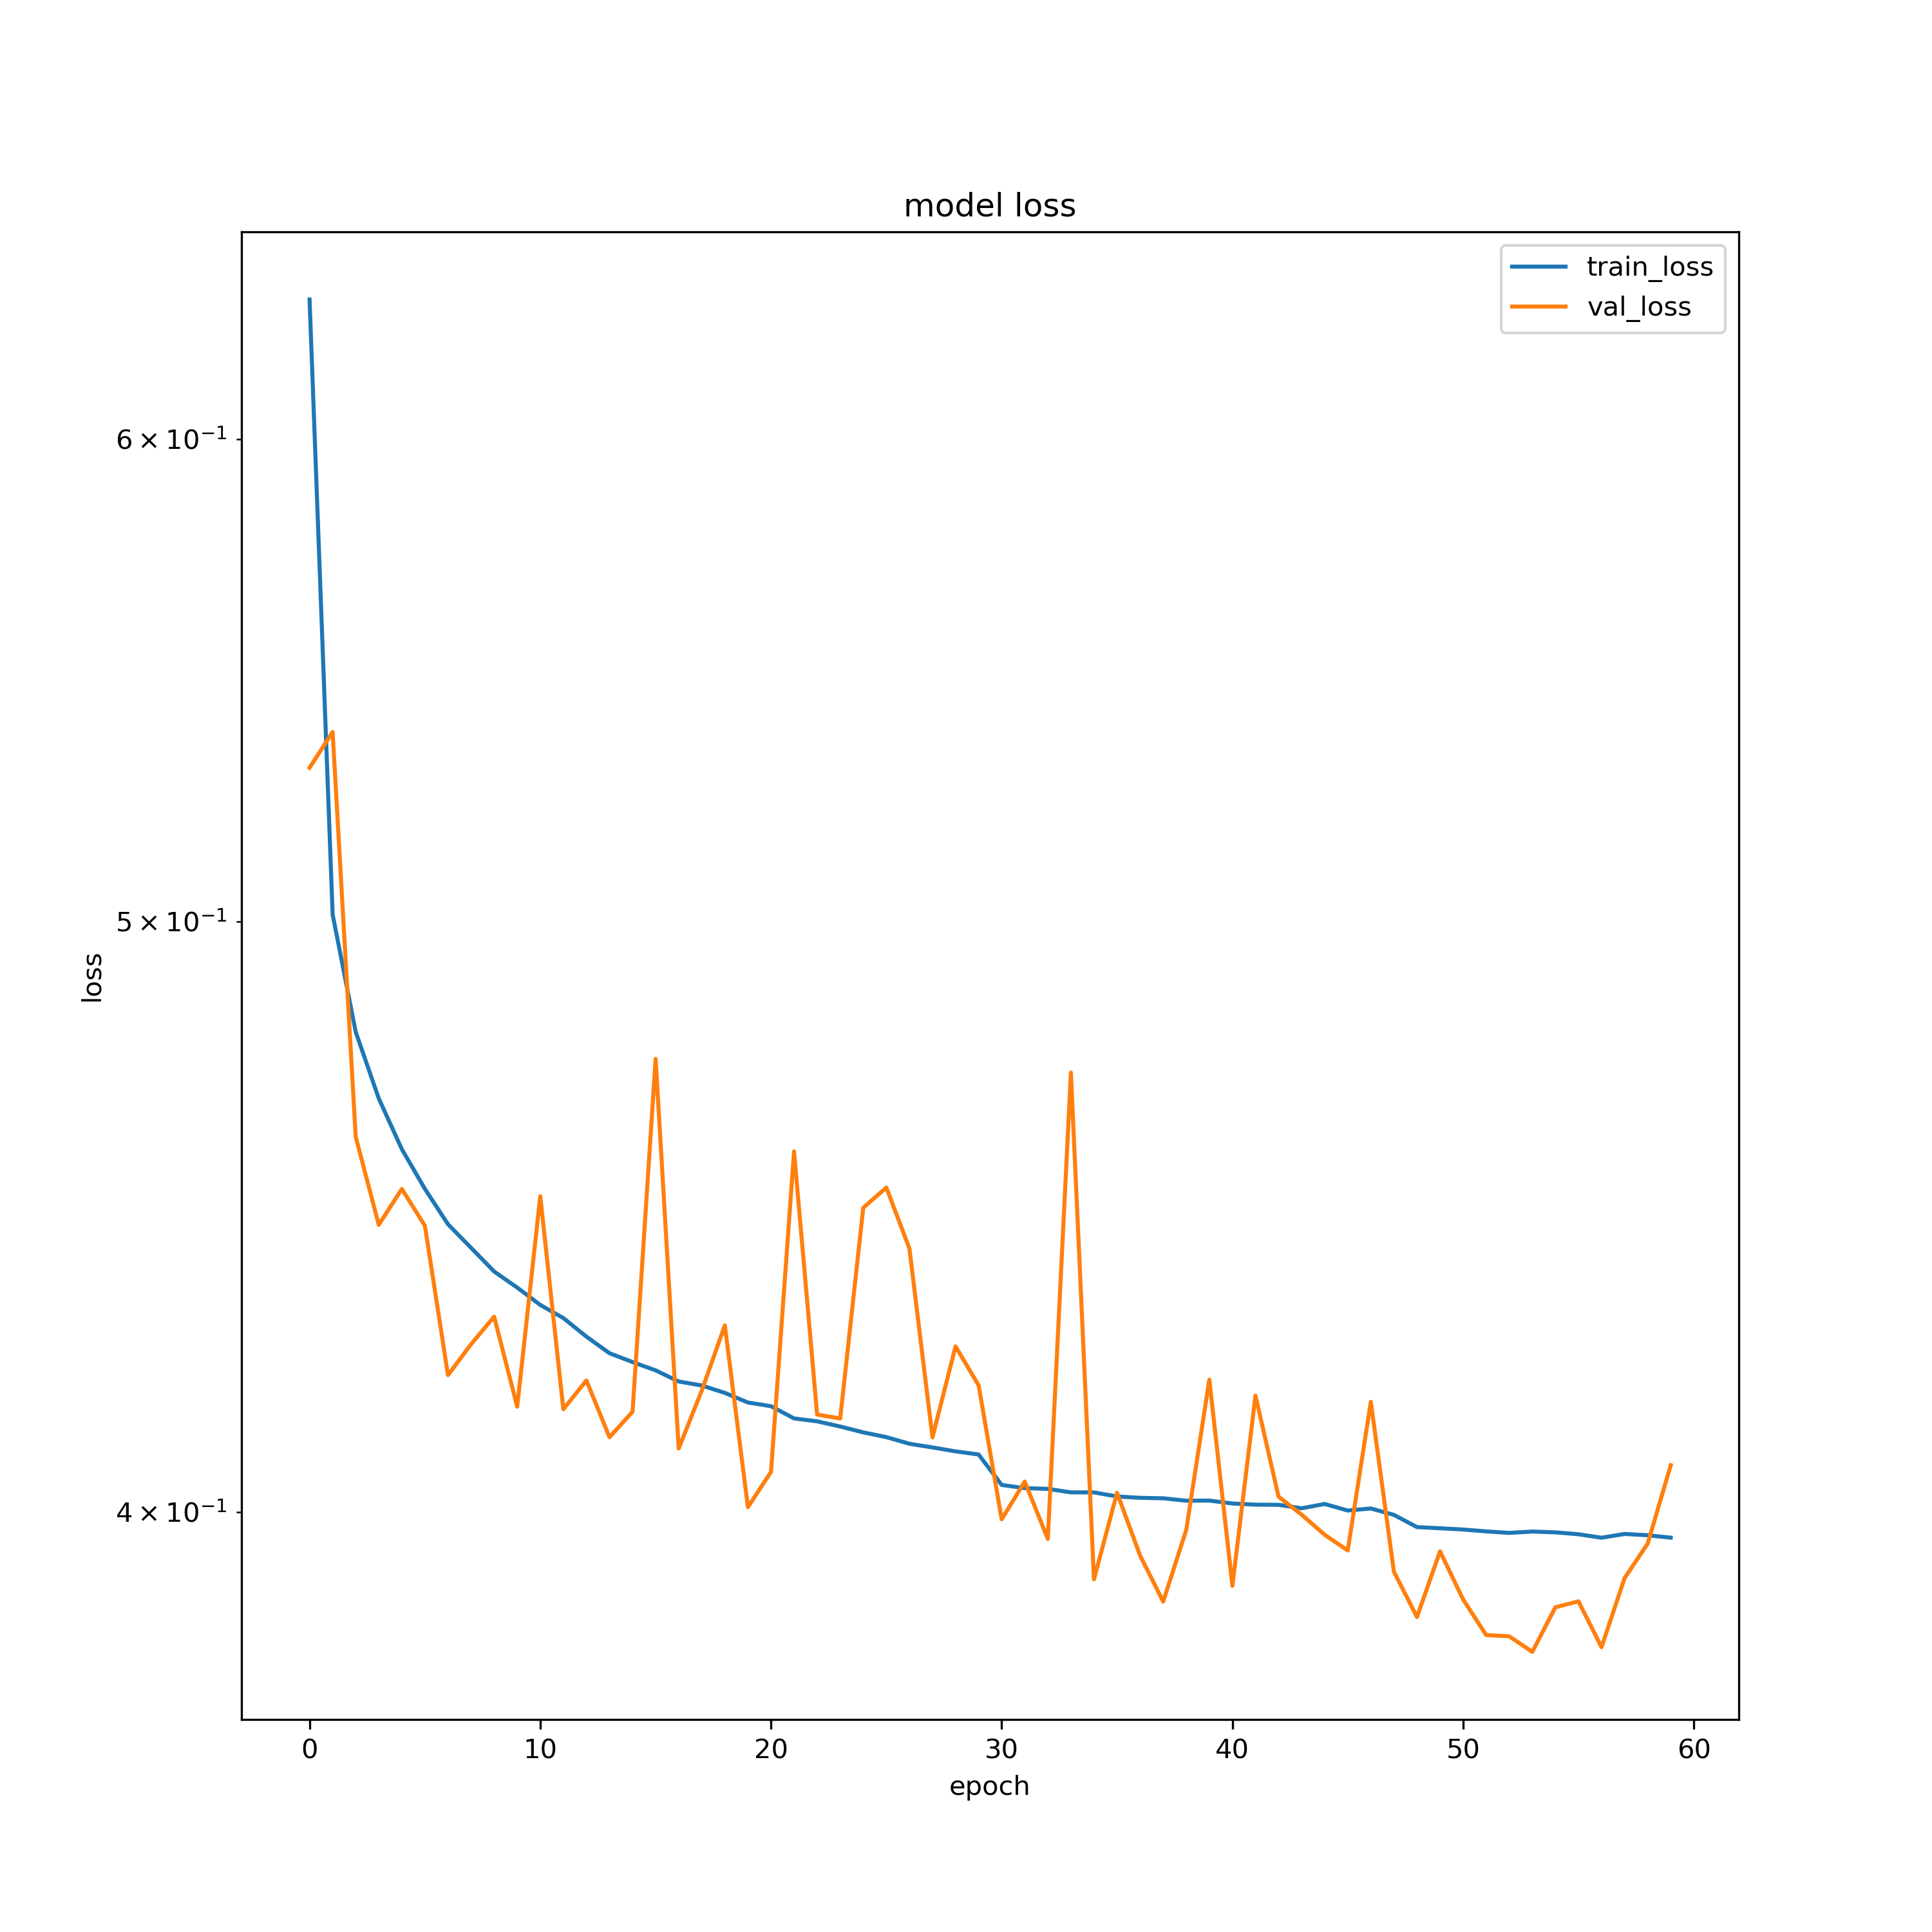 model loss
train_loss
val_loss
6 × 10⁻¹
5 × 10⁻¹
4 × 10⁻¹
loss
0 10 20 30 40 50 60
epoch